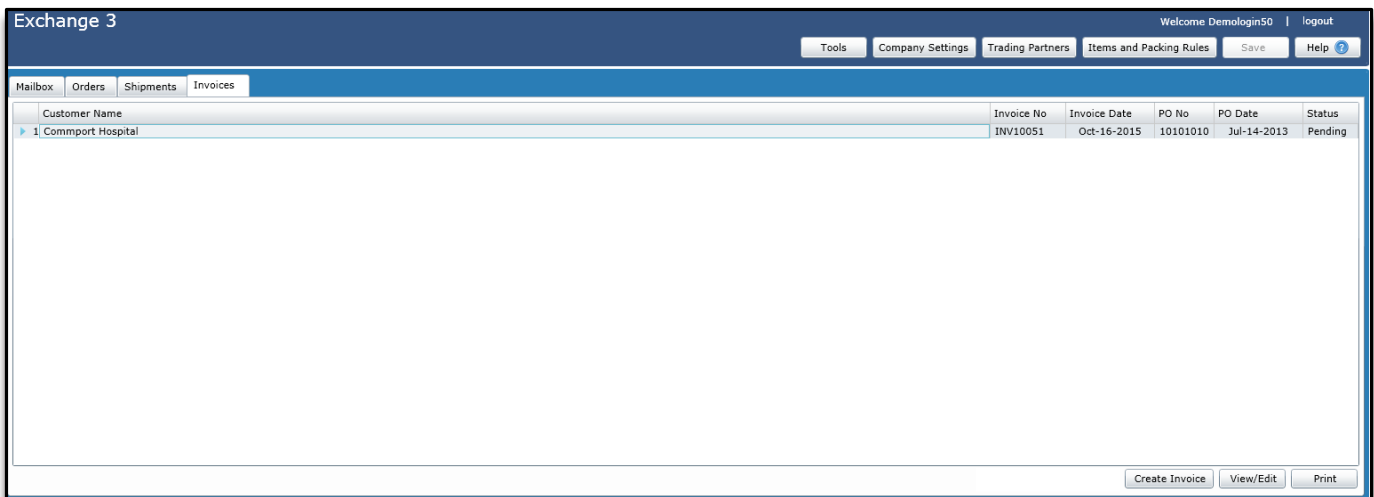 Exchange 3
Welcome Demologin50 | logout
Tools Company Settings Trading Partners Items and Packing Rules Save Help ?
Mailbox Orders Shipments Invoices
Customer Name Invoice No Invoice Date PO No PO Date Status
1 Commport Hospital INV10051 Oct-16-2015 10101010 Jul-14-2013 Pending
Create Invoice View/Edit Print